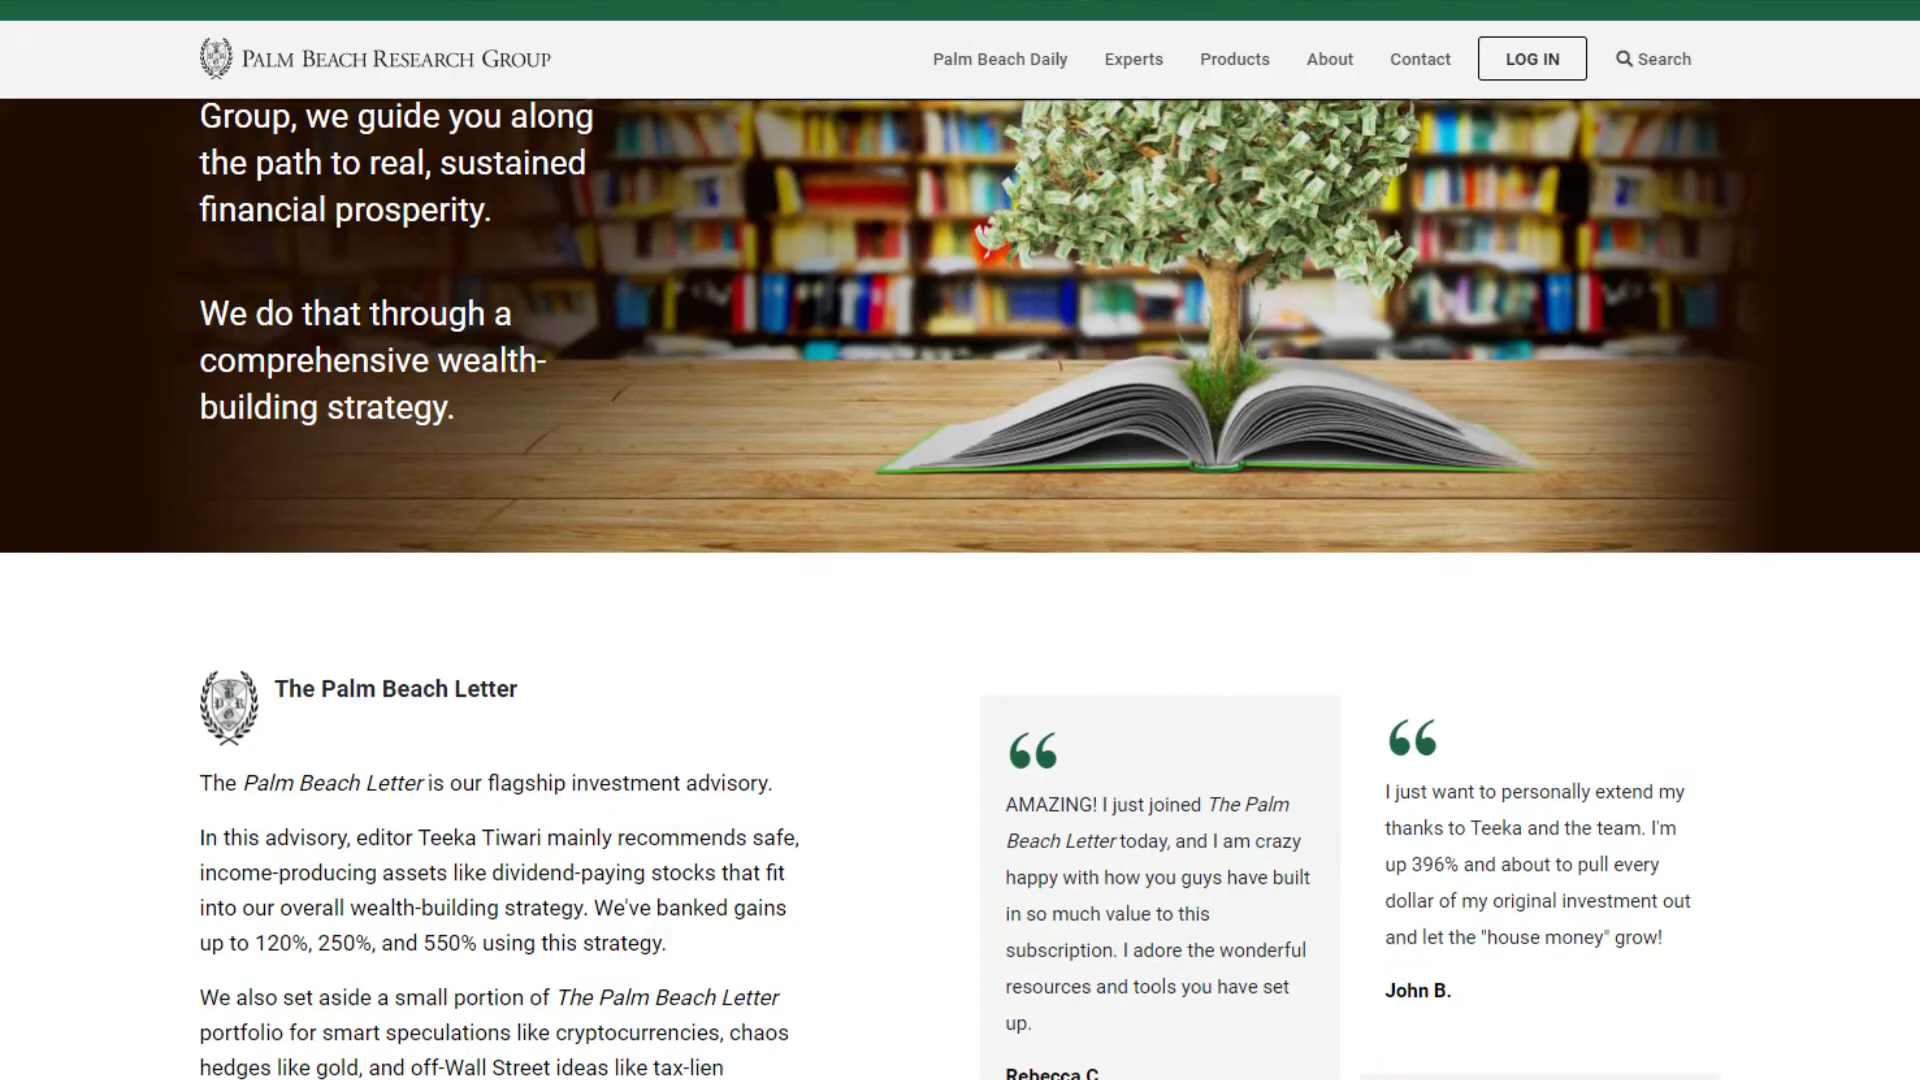 PALM BEACH RESEARCH GROUP
Palm Beach Daily
Experts
Products
About
Contact
LOG IN
Search
Group, we guide you along
the path to real, sustained
financial prosperity.
We do that through a
comprehensive wealth-
building strategy.
The Palm Beach Letter
The Palm Beach Letter is our flagship investment advisory.
In this advisory, editor Teeka Tiwari mainly recommends safe,
income-producing assets like dividend-paying stocks that fit
into our overall wealth-building strategy. We've banked gains
up to 120%, 250%, and 550% using this strategy.
We also set aside a small portion of The Palm Beach Letter
portfolio for smart speculations like cryptocurrencies, chaos
hedges like gold, and off-Wall Street ideas like tax-lien
AMAZING! I just joined The Palm
Beach Letter today, and I am crazy
happy with how you guys have built
in so much value to this
subscription. I adore the wonderful
resources and tools you have set
up.
Rebecca C.
I just want to personally extend my
thanks to Teeka and the team. I'm
up 396% and about to pull every
dollar of my original investment out
and let the "house money" grow!
John B.